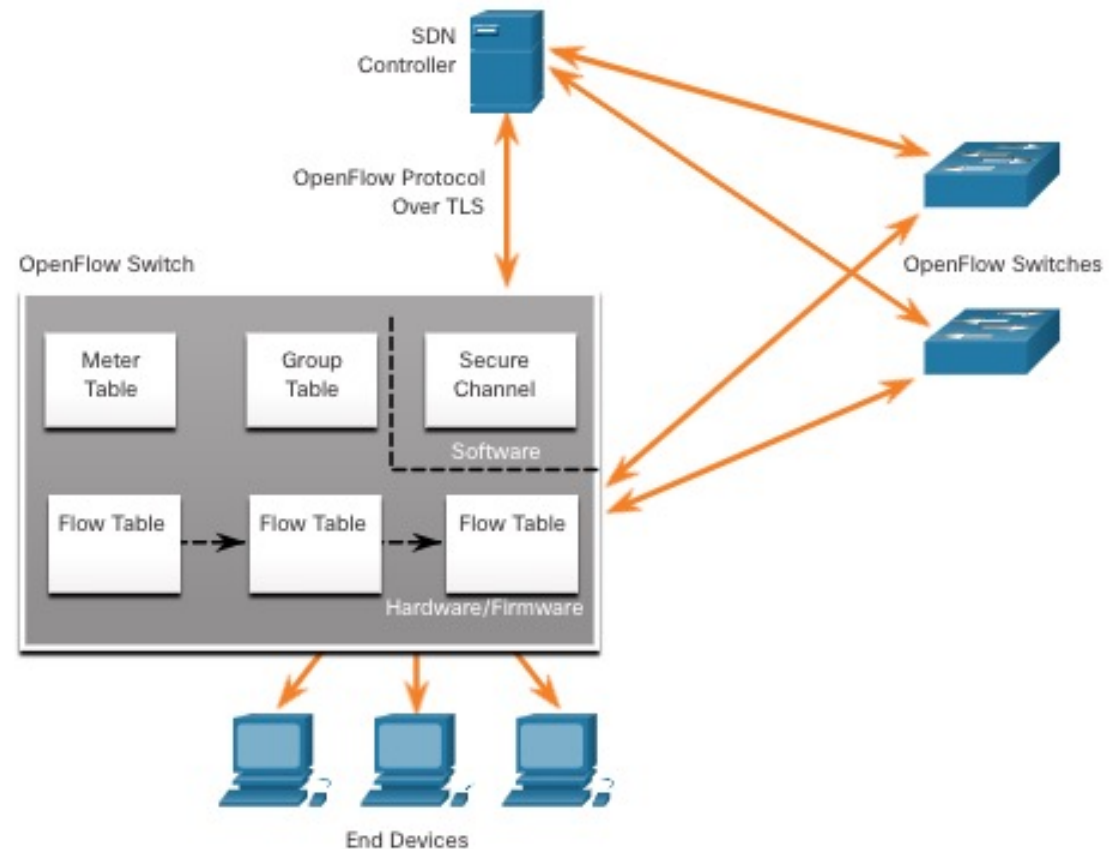 SDN
Controller
OpenFlow Protocol
Over TLS
OpenFlow Switch
OpenFlow Switches
Meter
Table
Group
Table
Secure
Channel
Software
Flow Table
Flow Table
Flow Table
Hardware/Firmware
End Devices